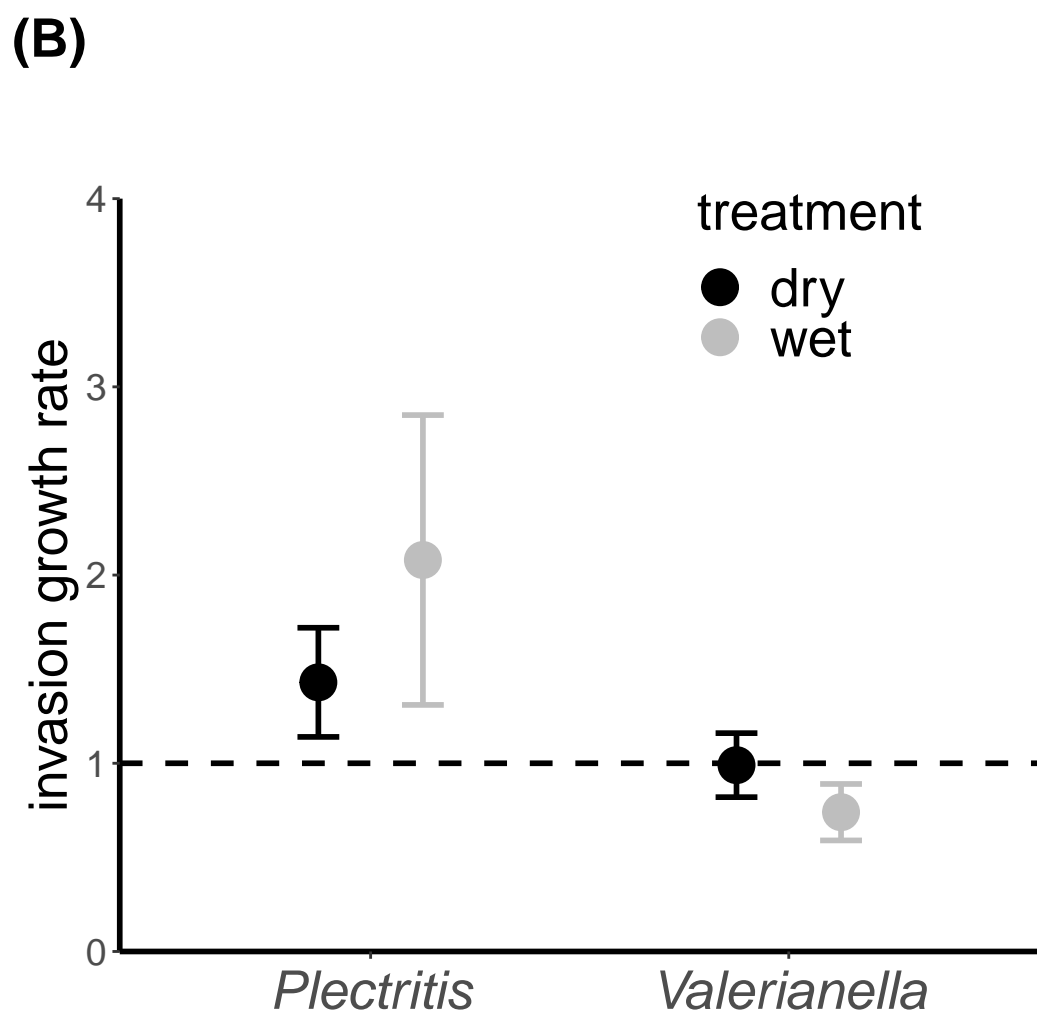 (B)
4
treatment
dry
wet
3
2
1
0
invasion growth rate
Plectritis
Valerianella